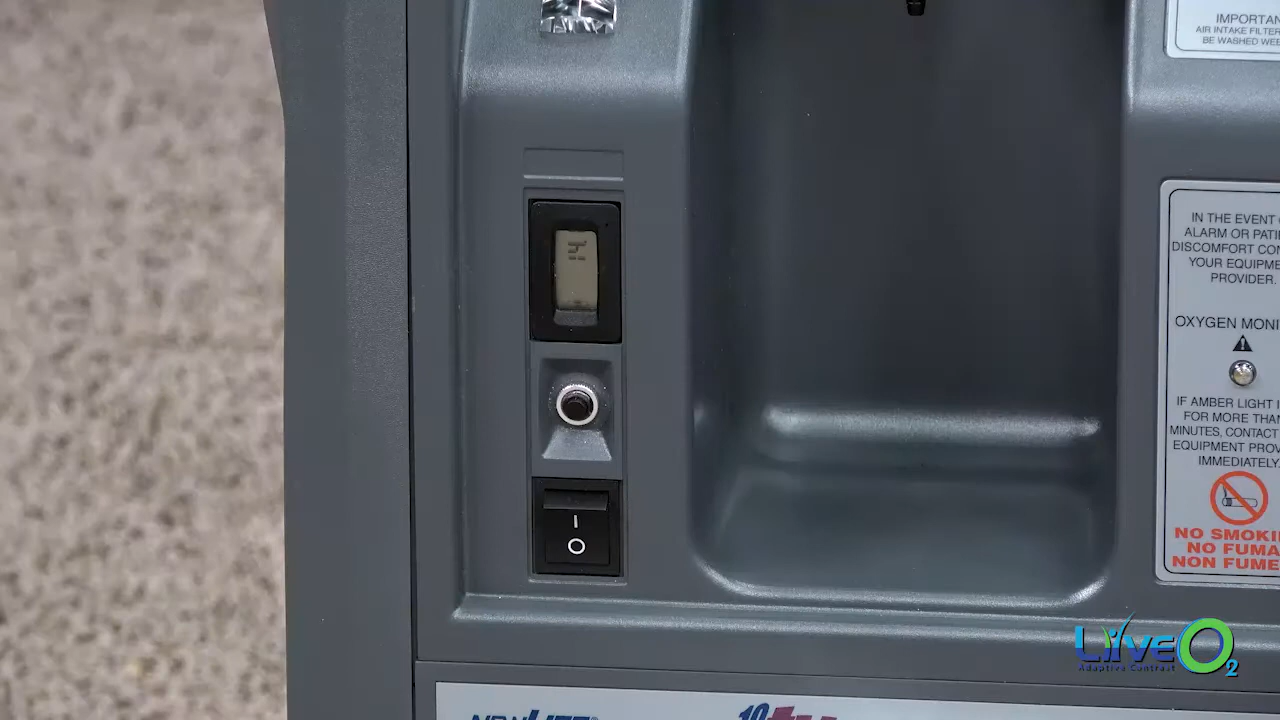 IMPORTAN
AIR INTAKE FILTER
BE WASHED WEE
IN THE EVENT
ALARM OR PATI
DISCOMFORT CON
YOUR EQUIPME
PROVIDER.
OXYGEN MONI
IF AMBER LIGHT I
FOR MORE THAN
MINUTES, CONTACT
EQUIPMENT PROV
IMMEDIATELY.
NO SMOKI
NO FUMA
NON FUME
I
O
LiveO2
Adaptive Contrast